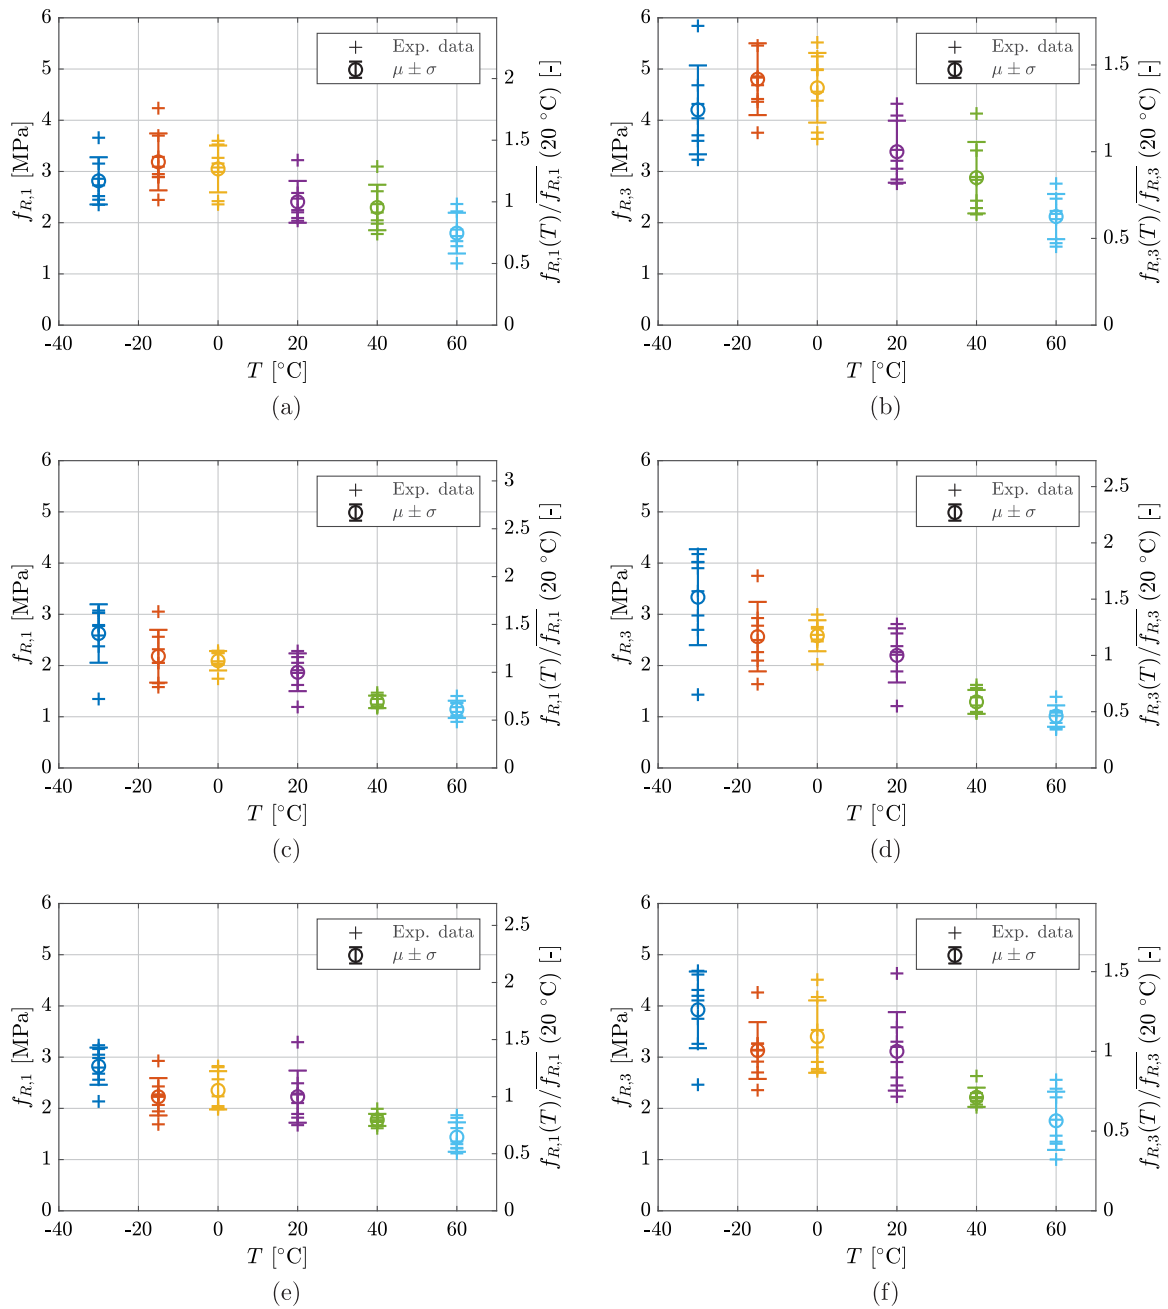 6
5
4
3
2
1
0
f_{R,1} [MPa]
-40 -20 0 20 40 60
T [°C]
2
1.5
1
0.5
0
f_{R,1}(T)/\overline{f_{R,1}} (20 °C) [-]
Exp. data
μ ± σ
(a)
6
5
4
3
2
1
0
f_{R,3} [MPa]
-40 -20 0 20 40 60
T [°C]
1.5
1
0.5
0
f_{R,3}(T)/\overline{f_{R,3}} (20 °C) [-]
Exp. data
μ ± σ
(b)
6
5
4
3
2
1
0
f_{R,1} [MPa]
-40 -20 0 20 40 60
T [°C]
3
2.5
2
1.5
1
0.5
0
f_{R,1}(T)/\overline{f_{R,1}} (20 °C) [-]
Exp. data
μ ± σ
(c)
6
5
4
3
2
1
0
f_{R,3} [MPa]
-40 -20 0 20 40 60
T [°C]
2.5
2
1.5
1
0.5
0
f_{R,3}(T)/\overline{f_{R,3}} (20 °C) [-]
Exp. data
μ ± σ
(d)
6
5
4
3
2
1
0
f_{R,1} [MPa]
-40 -20 0 20 40 60
T [°C]
2.5
2
1.5
1
0.5
0
f_{R,1}(T)/\overline{f_{R,1}} (20 °C) [-]
Exp. data
μ ± σ
(e)
6
5
4
3
2
1
0
f_{R,3} [MPa]
-40 -20 0 20 40 60
T [°C]
1.5
1
0.5
0
f_{R,3}(T)/\overline{f_{R,3}} (20 °C) [-]
Exp. data
μ ± σ
(f)